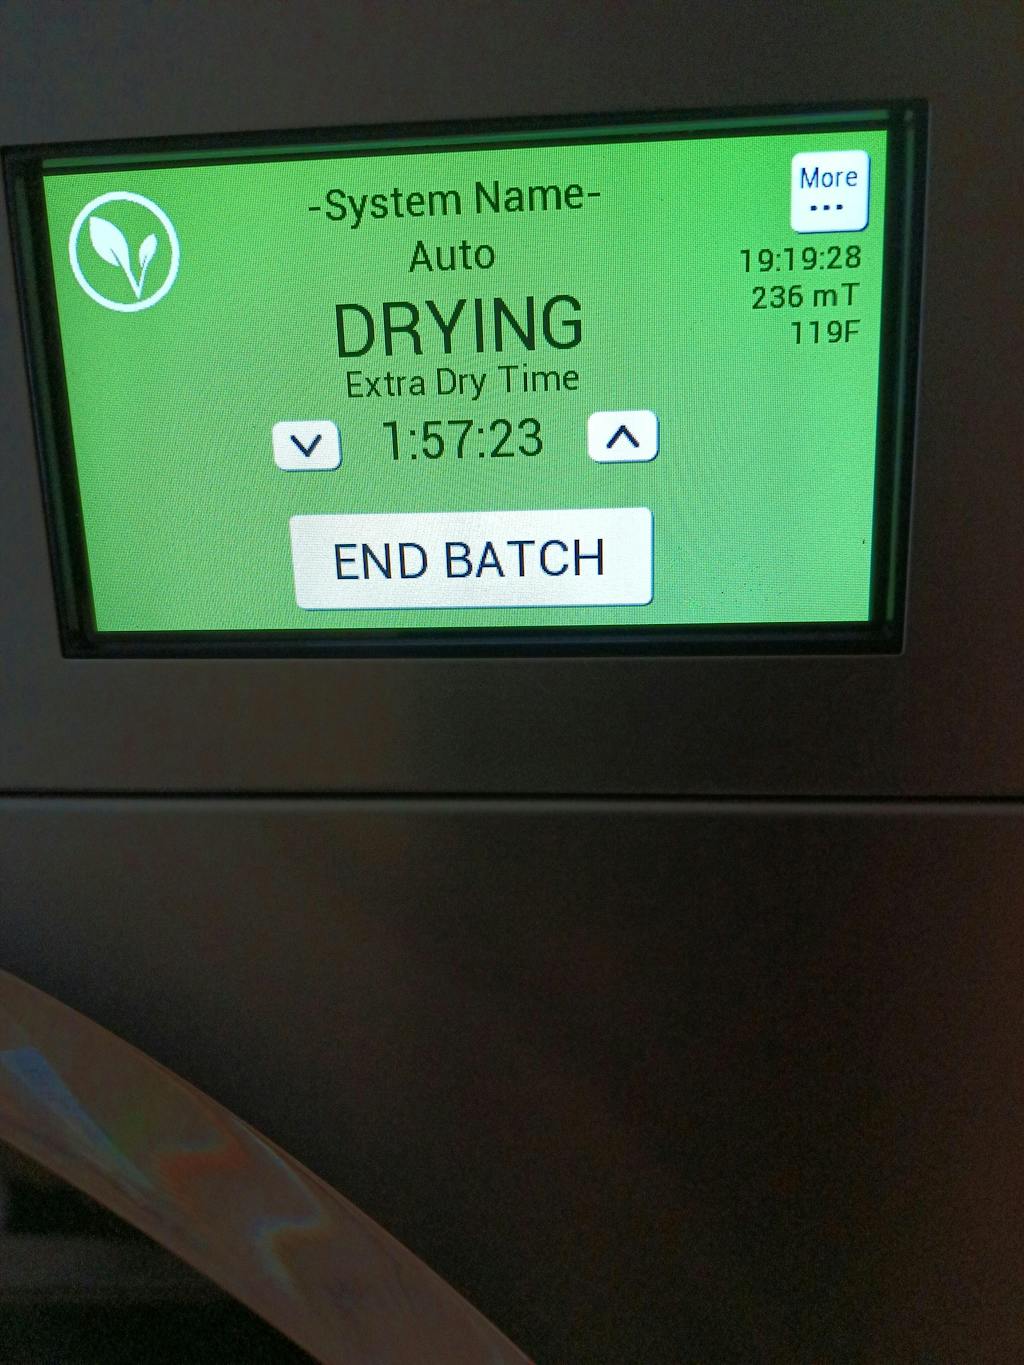 -System Name-
More
...
Auto
19:19:28
DRYING
236 mT
119F
Extra Dry Time
1:57:23
END BATCH